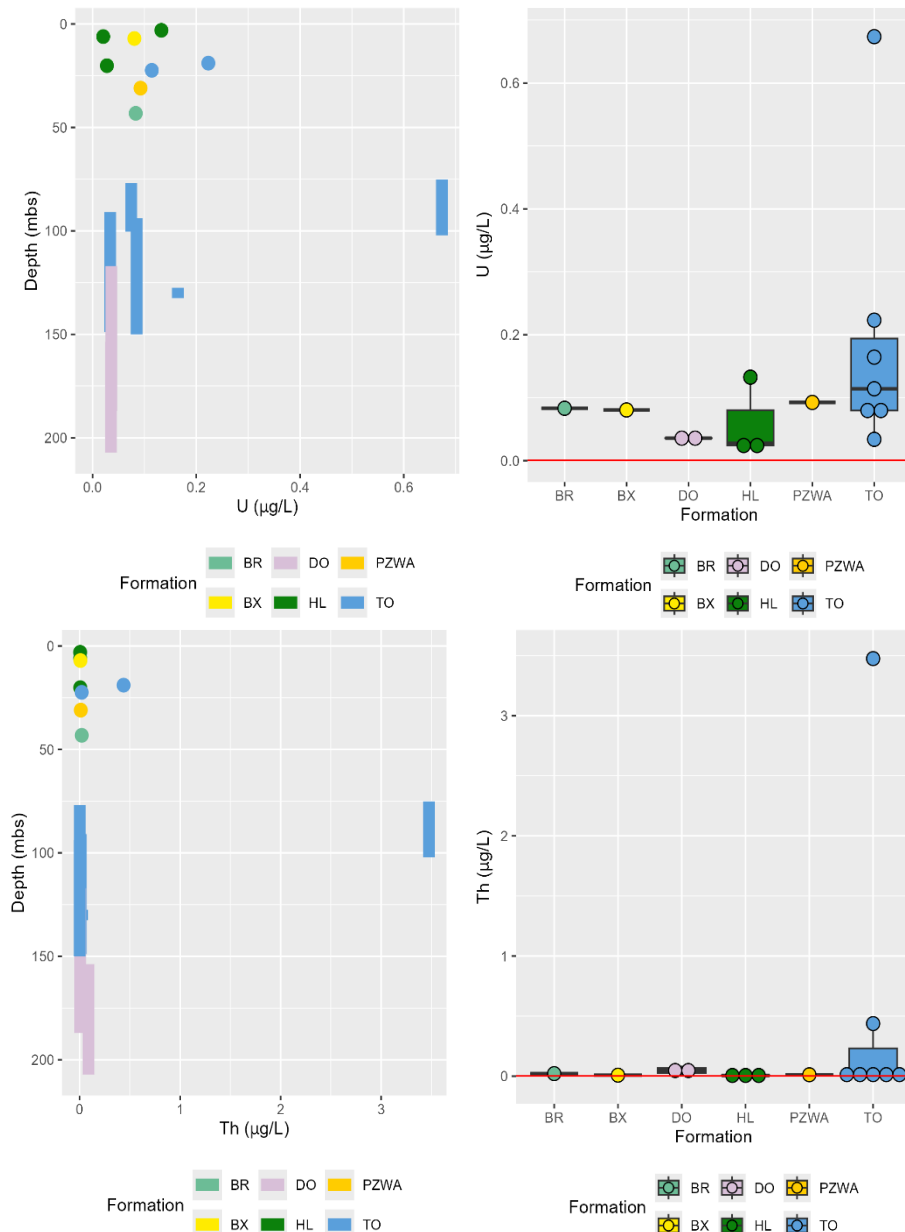 0
50
100
150
200
Depth (mbs)
0.0
0.2
0.4
0.6
U (µg/L)
Formation
BR
DO
PZWA
BX
HL
TO
0.6
0.4
0.2
0.0
U (µg/L)
BR
BX
DO
HL
PZWA
TO
Formation
Formation
BR
DO
PZWA
BX
HL
TO
0
50
100
150
200
Depth (mbs)
0
1
2
3
Th (µg/L)
Formation
BR
DO
PZWA
BX
HL
TO
3
2
1
0
Th (µg/L)
BR
BX
DO
HL
PZWA
TO
Formation
Formation
BR
DO
PZWA
BX
HL
TO